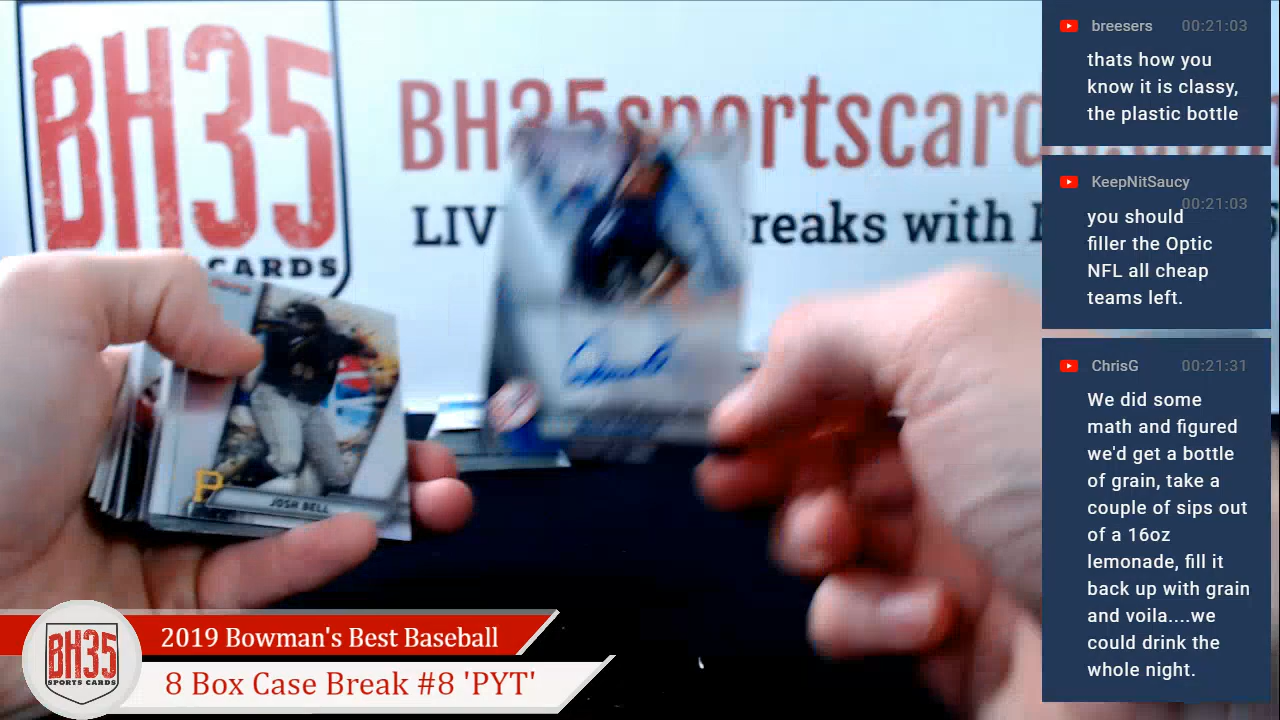 BH35
SPORTS CARDS
BH35sportscard
LIV reaks with
CARDS
P
JOSH BELL
2019 Bowman's Best Baseball
8 Box Case Break #8 'PYT'
BH35
SPORTS CARDS
breesers 00:21:03
thats how you
know it is classy,
the plastic bottle
KeepNitSaucy
00:21:03
you should
filler the Optic
NFL all cheap
teams left.
ChrisG 00:21:31
We did some
math and figured
we'd get a bottle
of grain, take a
couple of sips out
of a 16oz
lemonade, fill it
back up with grain
and voila....we
could drink the
whole night.